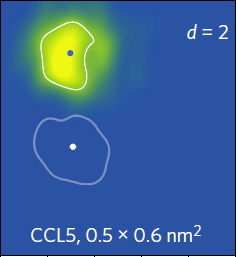 d = 2
CCL5, 0.5 × 0.6 nm²